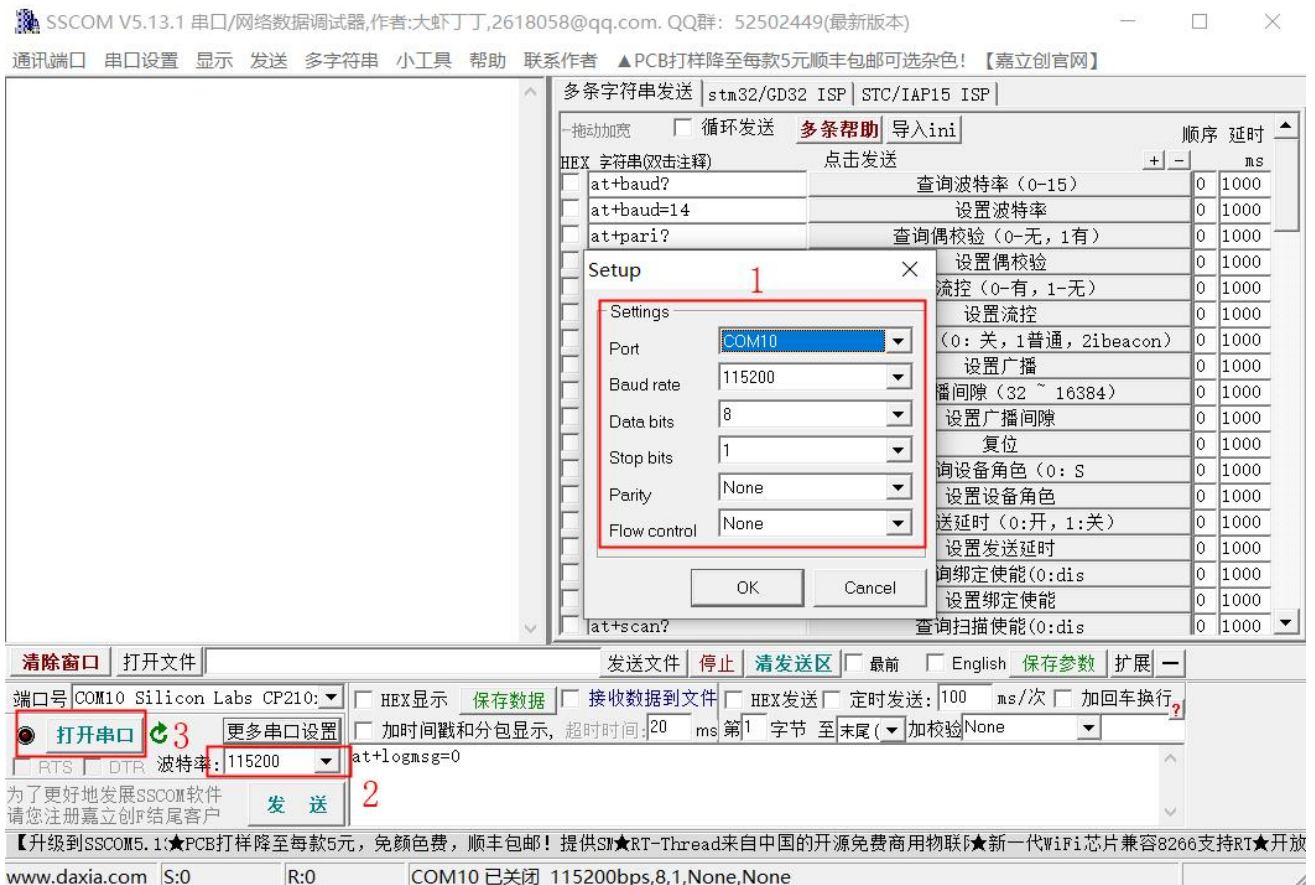 SSCOM V5.13.1 串口/网络数据调试器,作者:大虾丁丁,2618058@qq.com. QQ群: 52502449(最新版本)
通讯端口 串口设置 显示 发送 多字符串 小工具 帮助 联系作者 ▲PCB打样降至每款5元顺丰包邮可选杂色!【嘉立创官网】
多条字符串发送 stm32/GD32 ISP STC/IAP15 ISP
←拖动加宽 循环发送 多条帮助 导入ini 顺序 延时
HEX 字符串(双击注释) 点击发送 + - ms
at+baud? 查询波特率（0-15） 0 1000
at+baud=14 设置波特率 0 1000
at+pari? 查询偶校验（0-无，1有） 0 1000
设置偶校验 0 1000
流控（0-有，1-无） 0 1000
设置流控 0 1000
（0: 关，1普通，2ibeacon） 0 1000
设置广播 0 1000
播间隙（32 ~ 16384） 0 1000
设置广播间隙 0 1000
复位 0 1000
询设备角色（0: S 0 1000
设置设备角色 0 1000
送延时（0:开，1:关） 0 1000
设置发送延时 0 1000
询绑定使能(0:dis 0 1000
设置绑定使能 0 1000
at+scan? 查询扫描使能(0:dis 0 1000
Setup
1
Settings
Port COM10
Baud rate 115200
Data bits 8
Stop bits 1
Parity None
Flow control None
OK Cancel
清除窗口 打开文件 发送文件 停止 清发送区 最前 English 保存参数 扩展 —
端口号 COM10 Silicon Labs CP210: HEX显示 保存数据 接收数据到文件 HEX发送 定时发送: 100 ms/次 加回车换行 ?
打开串口 3 更多串口设置 加时间戳和分包显示, 超时时间: 20 ms 第1 字节 至 末尾( 加校验 None
RTS DTR 波特率: 115200 at+logmsg=0
2
为了更好地发展SSCOM软件
请您注册嘉立创F结尾客户
发 送
【升级到SSCOM5.13★PCB打样降至每款5元，免颜色费，顺丰包邮！提供SM★RT-Thread来自中国的开源免费商用物联★新一代WiFi芯片兼容8266支持RT★开放
www.daxia.com S:0 R:0 COM10 已关闭 115200bps,8,1,None,None